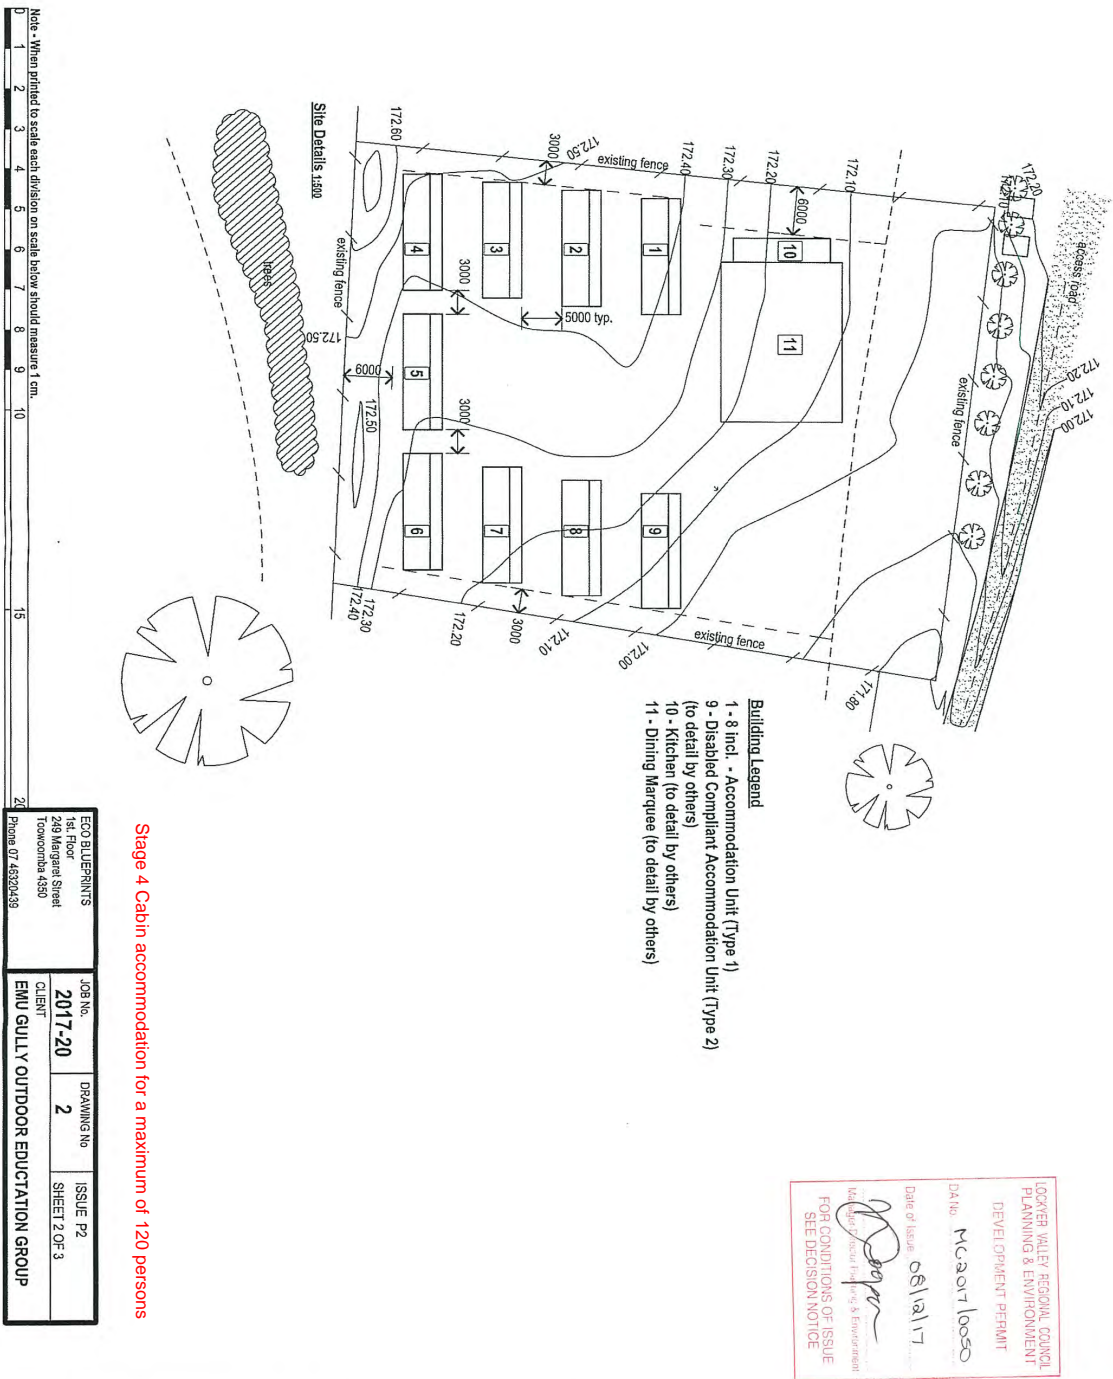 172.20
172.10
access road
172.20
172.10
172.00
existing fence
172.60
3000
172.50
existing fence
172.40
172.30
172.20
172.10
6000
Site Details 1:500
4
3
2
1
10
11
3000
5000 typ.
trees
existing fence
172.50
6000
172.50
5
3000
6
7
8
9
172.40
172.30
172.20
3000
172.10
172.00
existing fence
171.80
Building Legend
1 - 8 incl. - Accommodation Unit (Type 1)
9 - Disabled Compliant Accommodation Unit (Type 2)
(to detail by others)
10 - Kitchen (to detail by others)
11 - Dining Marquee (to detail by others)
Stage 4 Cabin accommodation for a maximum of 120 persons
LOCKYER VALLEY REGIONAL COUNCIL
PLANNING & ENVIRONMENT
DEVELOPMENT PERMIT
DA No. MC2017/0050
Date of Issue 08/12/17
Planning & Environment
FOR CONDITIONS OF ISSUE
SEE DECISION NOTICE
Note - When printed to scale each division on scale below should measure 1 cm.
0 1 2 3 4 5 6 7 8 9 10 15 20
ECO BLUEPRINTS
1st. Floor
249 Margaret Street
Toowoomba 4350
Phone 07 46320439
JOB No.
2017-20
DRAWING No
2
ISSUE P2
SHEET 2 OF 3
CLIENT
EMU GULLY OUTDOOR EDUCTATION GROUP